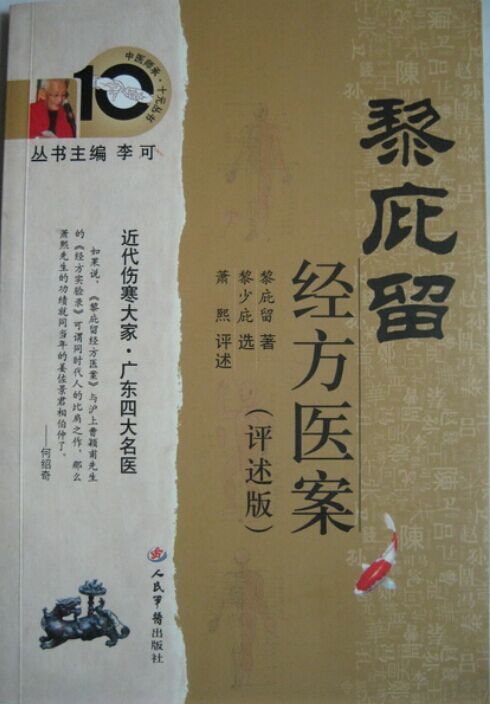 中医师承·十元丛书
10
丛书主编 李可
黎庇留
经方医案
(评述版)
黎庇留 著
黎少庇 选
萧熙 评述
近代伤寒大家·广东四大名医
如果说,《黎庇留经方医案》与沪上曹颖甫先生
的《经方实验录》可谓同时代人的比肩之作,那么
萧熙先生的功绩就同当年的姜佐景君相伯仲了。
——何绍奇
人民军医出版社